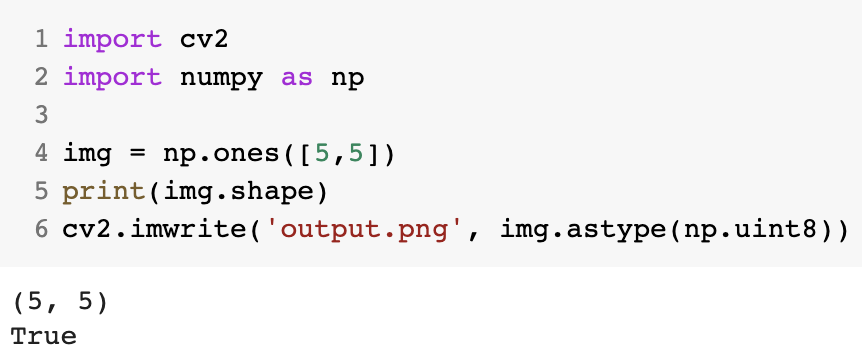 1 import cv2
2 import numpy as np
3
4 img = np.ones([5,5])
5 print(img.shape)
6 cv2.imwrite('output.png', img.astype(np.uint8))
(5, 5)
True